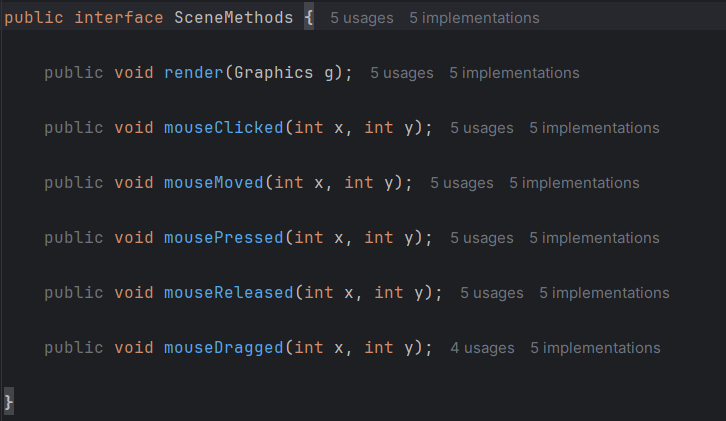 public interface SceneMethods { 5 usages 5 implementations
public void render(Graphics g); 5 usages 5 implementations
public void mouseClicked(int x, int y); 5 usages 5 implementations
public void mouseMoved(int x, int y); 5 usages 5 implementations
public void mousePressed(int x, int y); 5 usages 5 implementations
public void mouseReleased(int x, int y); 5 usages 5 implementations
public void mouseDragged(int x, int y); 4 usages 5 implementations
}